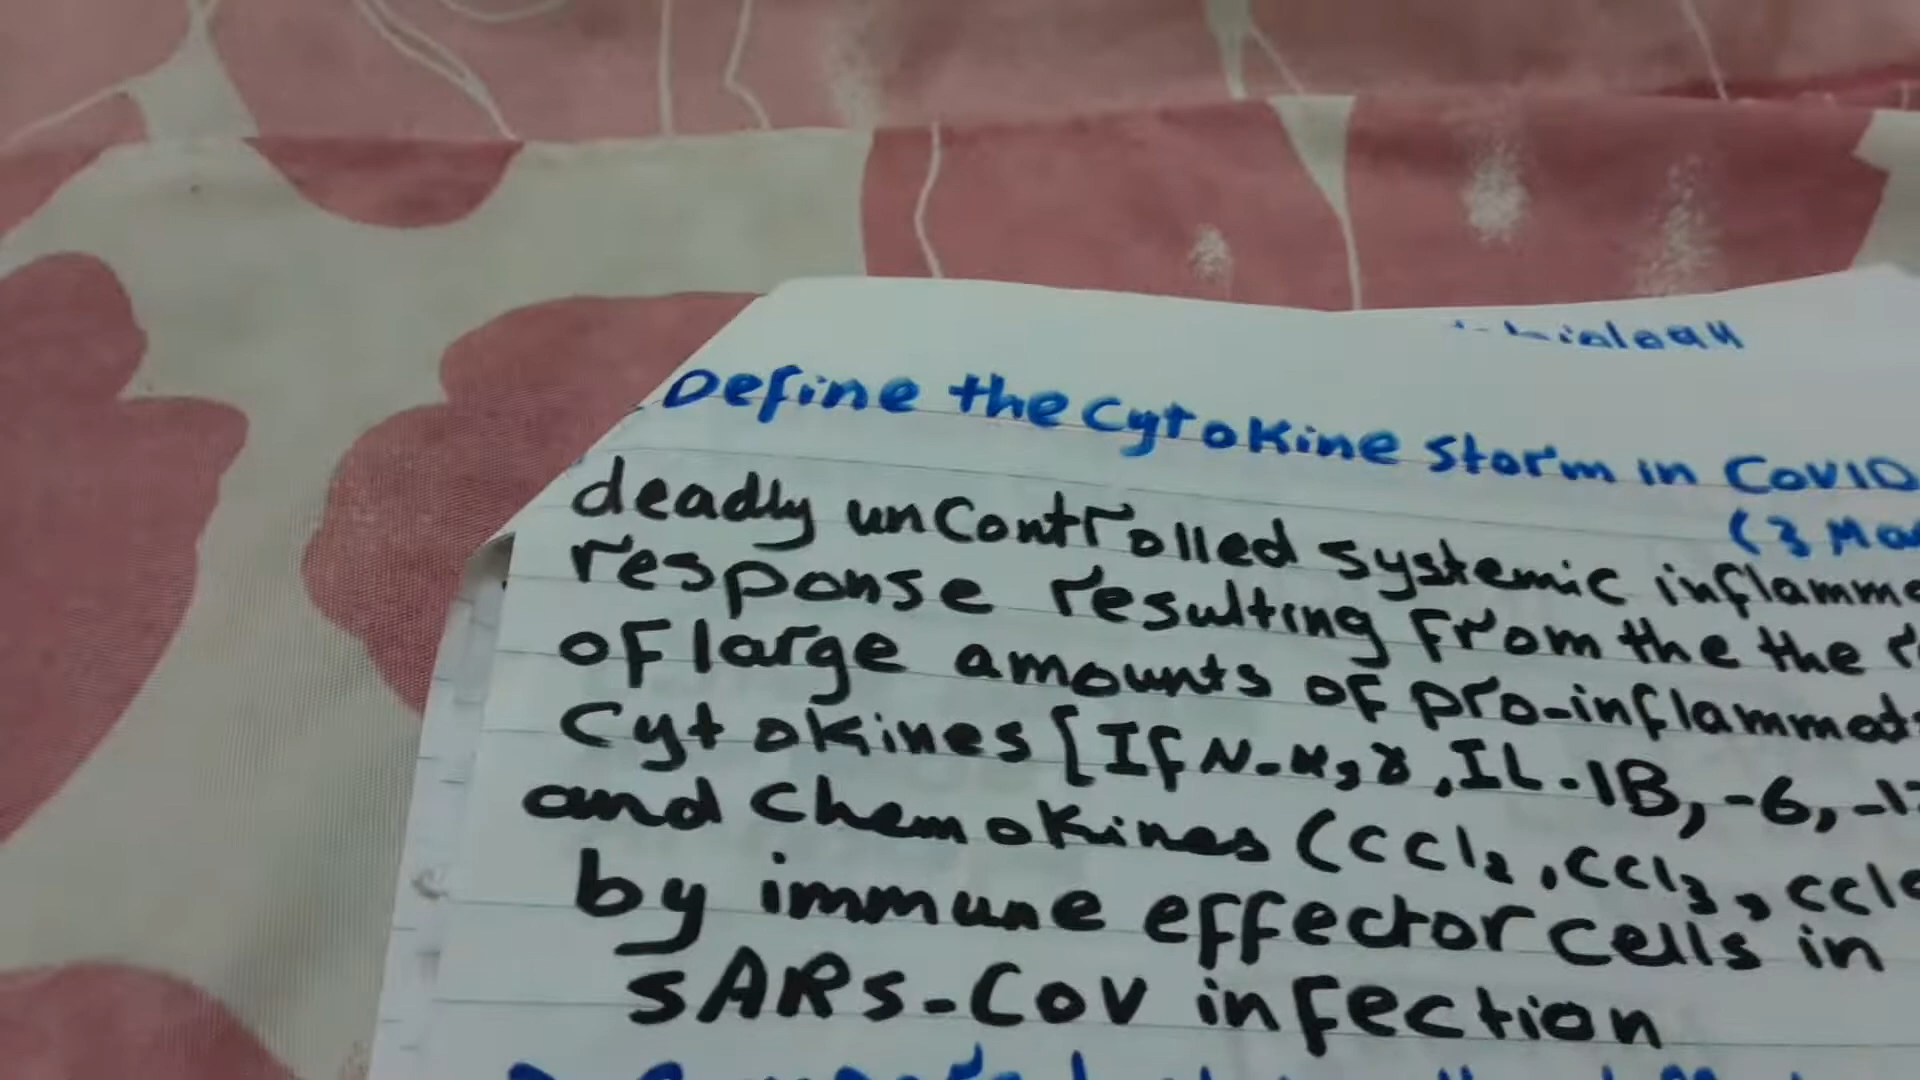 Define the Cytokine storm in COVID
(3 Ma
deadly uncontrolled systemic inflamma
response resulting from the the r
of large amounts of pro-inflammat
Cytokines [IFN-α,γ, IL-1B, -6, -1
and Chemokines (CCl2, CCl3, CCl
by immune effector cells in
SARS-CoV infection